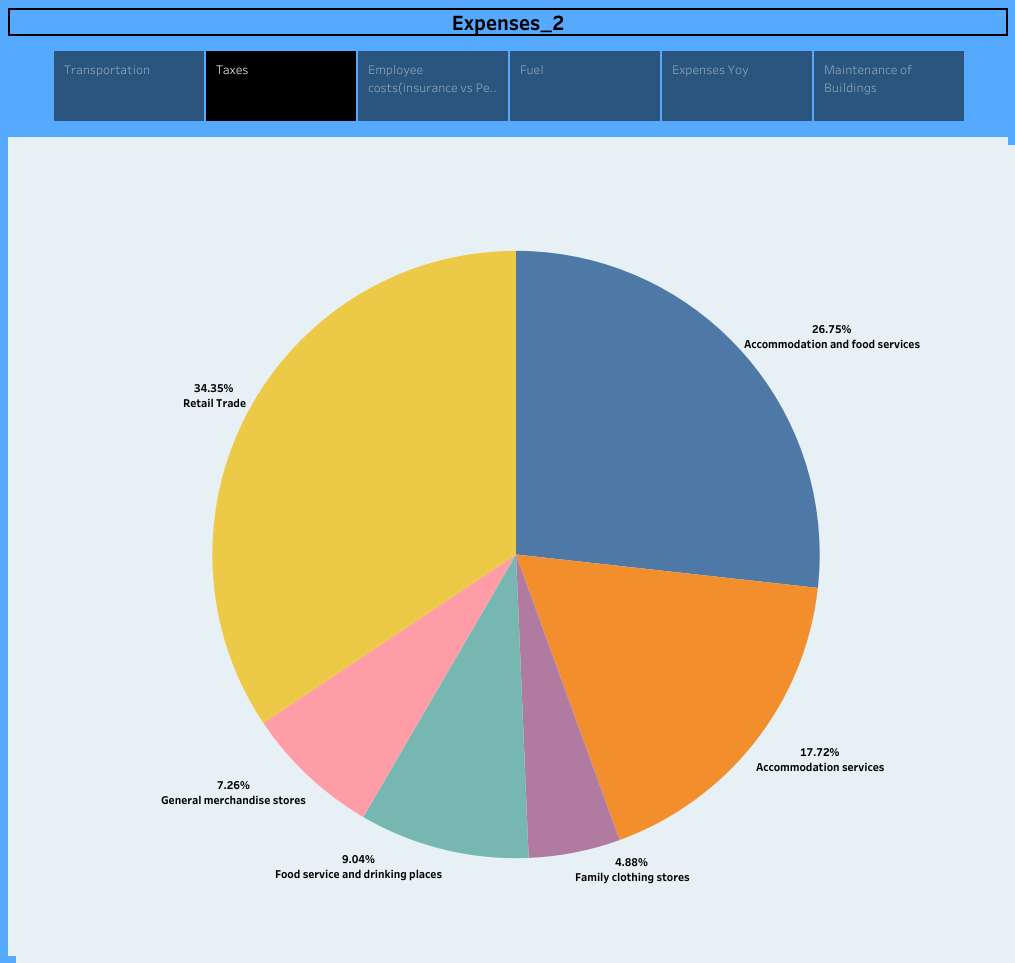 Expenses_2
Transportation
Taxes
Employee
costs(insurance vs Pe..
Fuel
Expenses Yoy
Maintenance of
Buildings
26.75%
Accommodation and food services
34.35%
Retail Trade
17.72%
Accommodation services
7.26%
General merchandise stores
9.04%
Food service and drinking places
4.88%
Family clothing stores